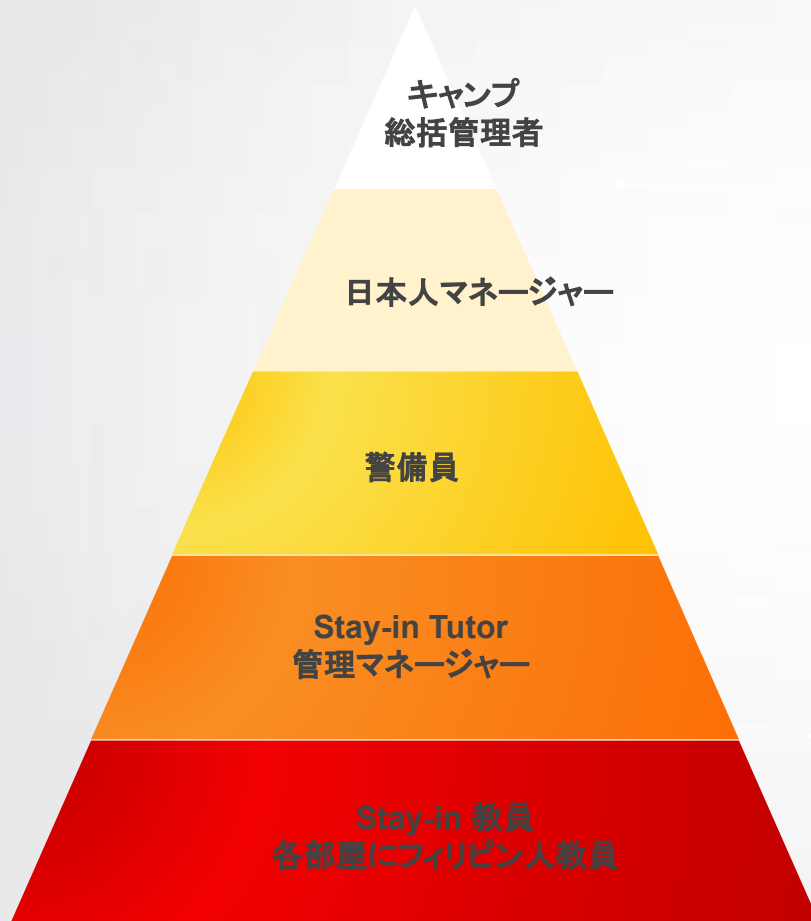 キャンプ
総括管理者
日本人マネージャー
警備員
Stay-in Tutor
管理マネージャー
Stay-in 教員
各部屋にフィリピン人教員